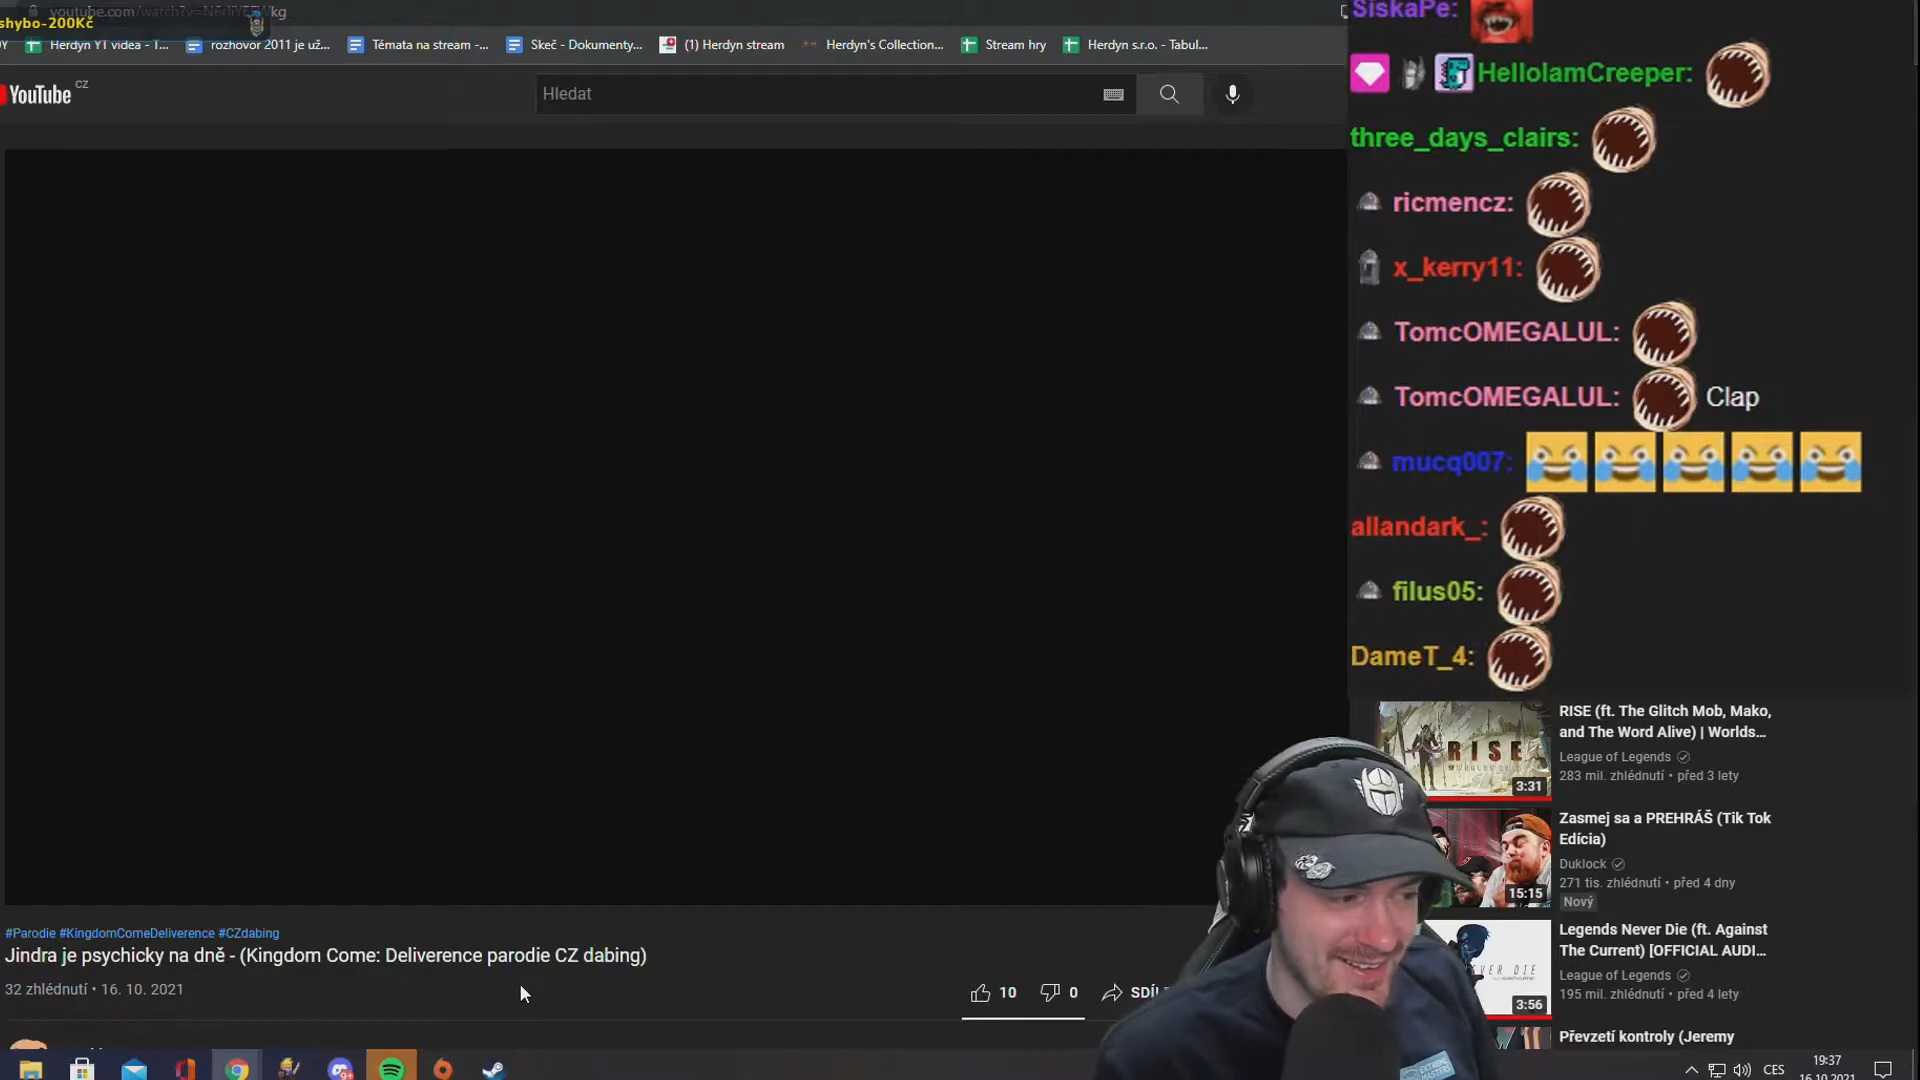 shybo-200Kč
Herdyn YT videa - T...
rozhovor 2011 je už...
Témata na stream -...
Skeč - Dokumenty...
(1) Herdyn stream
Herdyn's Collection...
Stream hry
Herdyn s.r.o. - Tabul...
YouTube CZ
Hledat
SiskaPe:
HelloIamCreeper:
three_days_clairs:
ricmencz:
x_kerry11:
TomcOMEGALUL:
TomcOMEGALUL: Clap
mucq007:
allandark_:
filus05:
DameT_4:
RISE
3:31
RISE (ft. The Glitch Mob, Mako,
and The Word Alive) | Worlds...
League of Legends
283 mil. zhlédnutí • před 3 lety
15:15
Zasmej sa a PREHRÁŠ (Tik Tok
Edícia)
Duklock
271 tis. zhlédnutí • před 4 dny
Nový
3:56
Legends Never Die (ft. Against
The Current) [OFFICIAL AUDI...
League of Legends
195 mil. zhlédnutí • před 4 lety
Převzetí kontroly (Jeremy
#Parodie #KingdomComeDeliverence #CZdabing
Jindra je psychicky na dně - (Kingdom Come: Deliverence parodie CZ dabing)
32 zhlédnutí • 16. 10. 2021
10
0
SDÍL
CES
19:37
16.10.2021